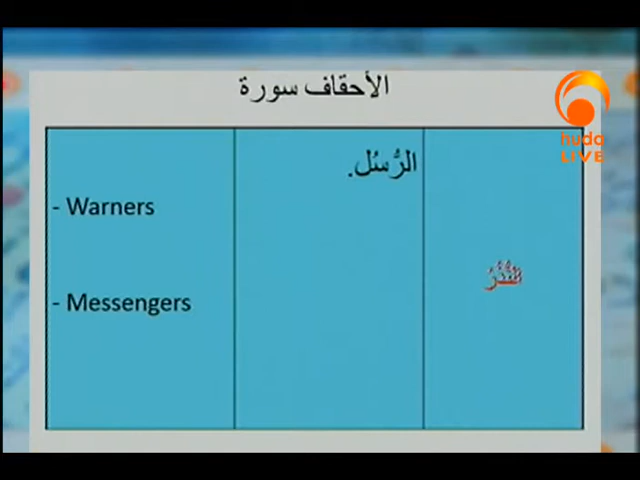 الأحقاف سورة
huda
LIVE
- Warners
- Messengers
الرُّسُل.